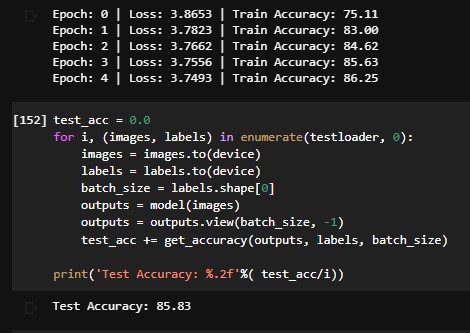 Epoch: 0 | Loss: 3.8653 | Train Accuracy: 75.11
Epoch: 1 | Loss: 3.7823 | Train Accuracy: 83.00
Epoch: 2 | Loss: 3.7662 | Train Accuracy: 84.62
Epoch: 3 | Loss: 3.7556 | Train Accuracy: 85.63
Epoch: 4 | Loss: 3.7493 | Train Accuracy: 86.25
[152] test_acc = 0.0
for i, (images, labels) in enumerate(testloader, 0):
    images = images.to(device)
    labels = labels.to(device)
    batch_size = labels.shape[0]
    outputs = model(images)
    outputs = outputs.view(batch_size, -1)
    test_acc += get_accuracy(outputs, labels, batch_size)
print('Test Accuracy: %.2f'%( test_acc/i))
Test Accuracy: 85.83